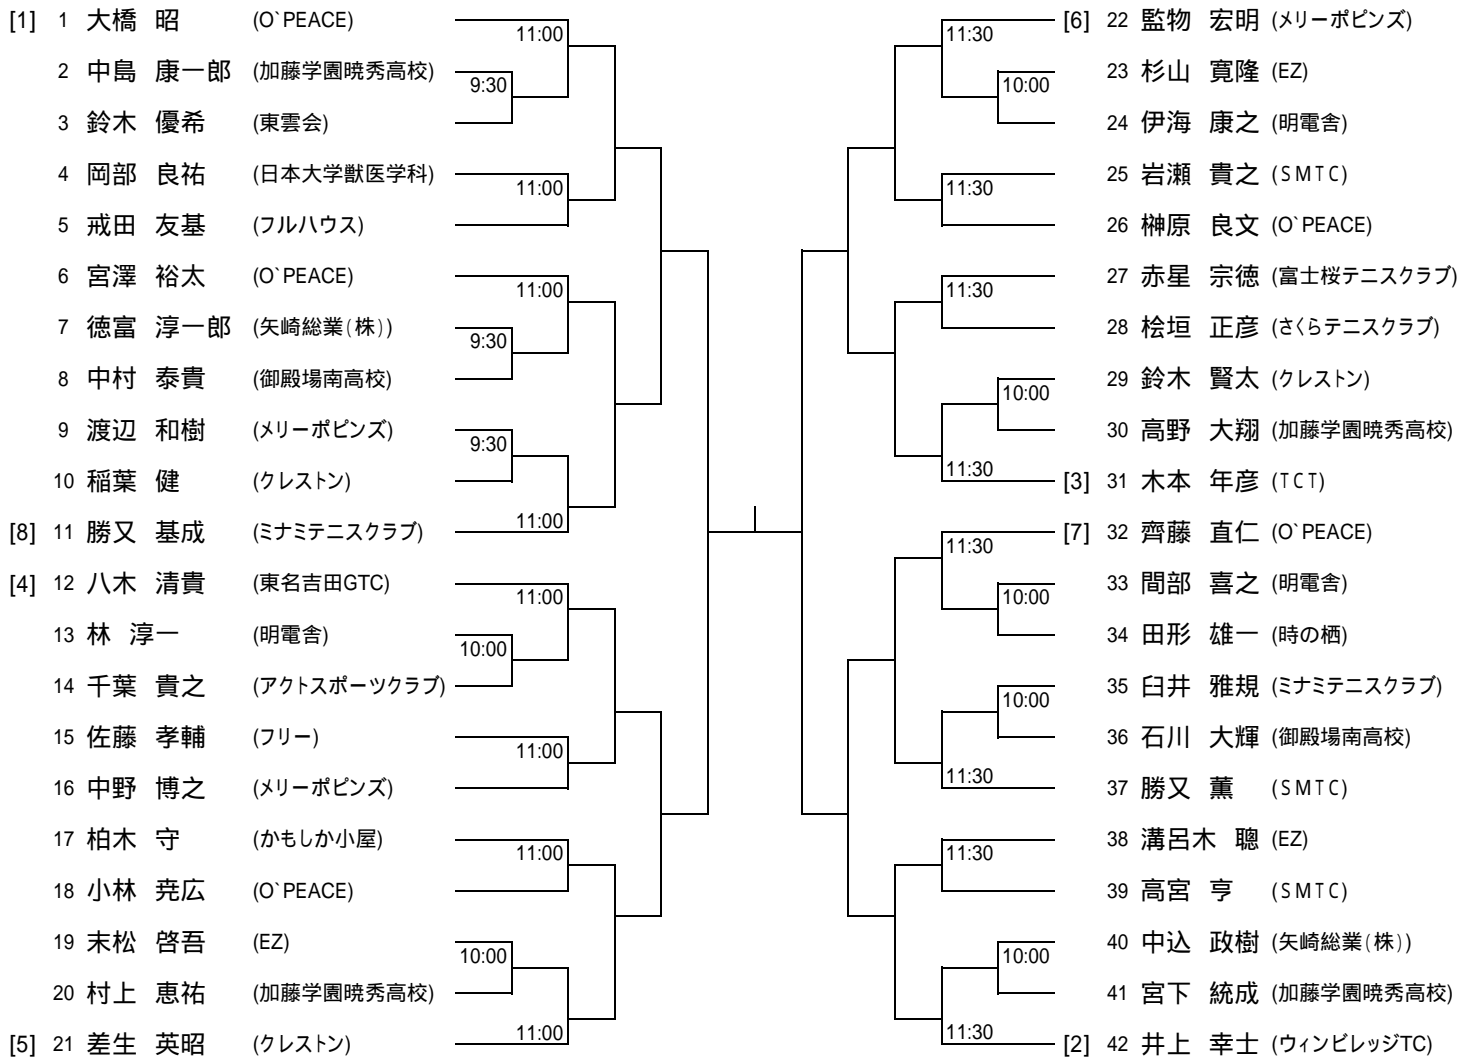 [1] 1 大橋 昭 (O`PEACE)
11:00
2 中島 康一郎 (加藤学園暁秀高校)
9:30
3 鈴木 優希 (東雲会)
4 岡部 良祐 (日本大学獣医学科)
11:00
5 戒田 友基 (フルハウス)
6 宮澤 裕太 (O`PEACE)
11:00
7 徳富 淳一郎 (矢崎総業(株))
9:30
8 中村 泰貴 (御殿場南高校)
9 渡辺 和樹 (メリーポピンズ)
9:30
10 稲葉 健 (クレストン)
11:00
[8] 11 勝又 基成 (ミナミテニスクラブ)
[4] 12 八木 清貴 (東名吉田GTC)
11:00
13 林 淳一 (明電舎)
10:00
14 千葉 貴之 (アクトスポーツクラブ)
15 佐藤 孝輔 (フリー)
11:00
16 中野 博之 (メリーポピンズ)
17 柏木 守 (かもしか小屋)
11:00
18 小林 尭広 (O`PEACE)
19 末松 啓吾 (EZ)
10:00
20 村上 恵祐 (加藤学園暁秀高校)
11:00
[5] 21 差生 英昭 (クレストン)
[6] 22 監物 宏明 (メリーポピンズ)
11:30
23 杉山 寛隆 (EZ)
10:00
24 伊海 康之 (明電舎)
25 岩瀬 貴之 (SMTC)
11:30
26 榊原 良文 (O`PEACE)
27 赤星 宗徳 (富士桜テニスクラブ)
11:30
28 桧垣 正彦 (さくらテニスクラブ)
29 鈴木 賢太 (クレストン)
10:00
30 高野 大翔 (加藤学園暁秀高校)
11:30
[3] 31 木本 年彦 (TCT)
[7] 32 齊藤 直仁 (O`PEACE)
11:30
33 間部 喜之 (明電舎)
10:00
34 田形 雄一 (時の栖)
35 臼井 雅規 (ミナミテニスクラブ)
10:00
36 石川 大輝 (御殿場南高校)
11:30
37 勝又 薫 (SMTC)
38 溝呂木 聰 (EZ)
11:30
39 高宮 亨 (SMTC)
40 中込 政樹 (矢崎総業(株))
10:00
41 宮下 統成 (加藤学園暁秀高校)
11:30
[2] 42 井上 幸士 (ウィンビレッジTC)